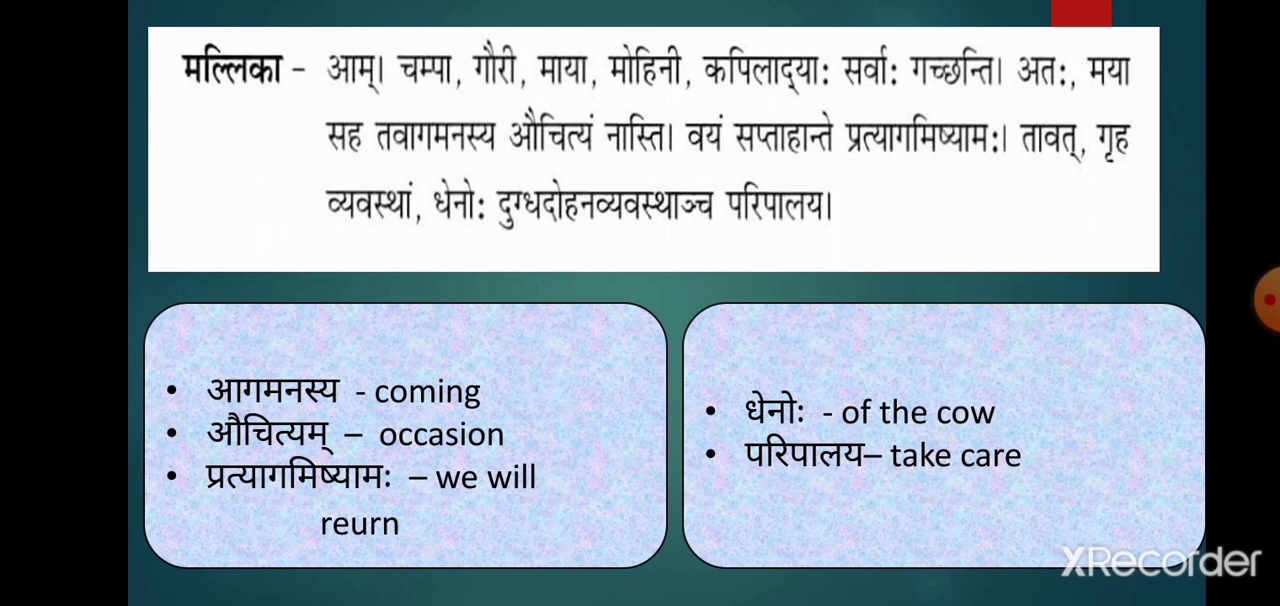 मल्लिका - आम्। चम्पा, गौरी, माया, मोहिनी, कपिलाद्याः सर्वाः गच्छन्ति। अतः, मया
सह तवागमनस्य औचित्यं नास्ति। वयं सप्ताहान्ते प्रत्यागमिष्यामः। तावत्, गृह
व्यवस्थां, धेनोः दुग्धदोहनव्यवस्थाञ्च परिपालय।
• आगमनस्य - coming
• औचित्यम् – occasion
• प्रत्यागमिष्यामः – we will
reurn
• धेनोः - of the cow
• परिपालय– take care
XRecorder